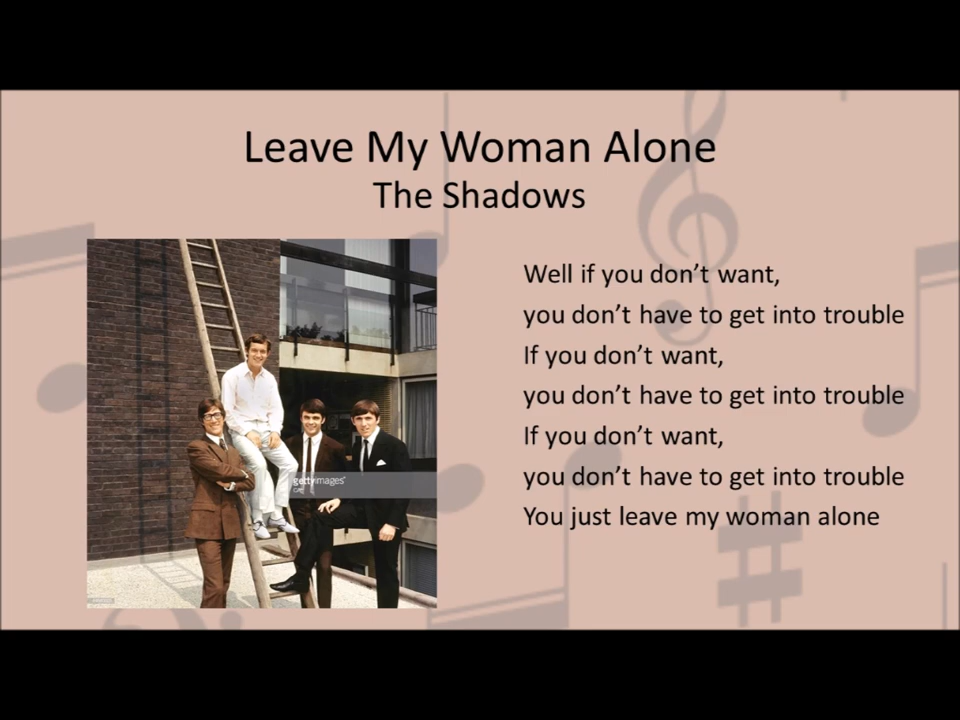 Leave My Woman Alone
The Shadows
Well if you don’t want,
you don’t have to get into trouble
If you don’t want,
you don’t have to get into trouble
If you don’t want,
you don’t have to get into trouble
You just leave my woman alone
gettyimages®